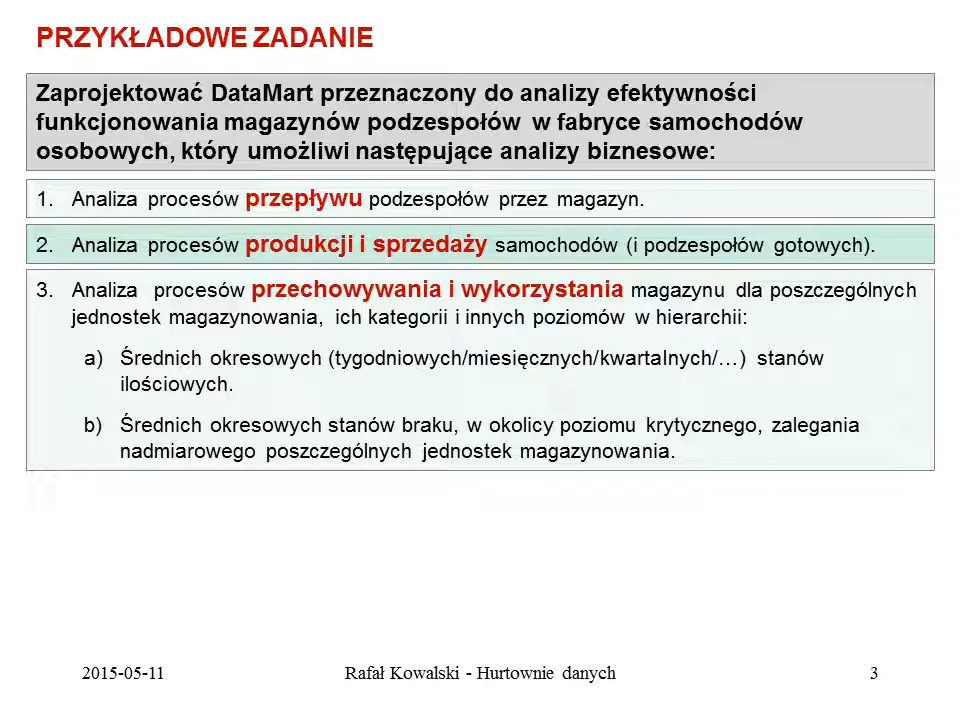 PRZYKŁADOWE ZADANIE
Zaprojektować DataMart przeznaczony do analizy efektywności
funkcjonowania magazynów podzespołów w fabryce samochodów
osobowych, który umożliwi następujące analizy biznesowe:
1. Analiza procesów przepływu podzespołów przez magazyn.
2. Analiza procesów produkcji i sprzedaży samochodów (i podzespołów gotowych).
3. Analiza procesów przechowywania i wykorzystania magazynu dla poszczególnych
jednostek magazynowania, ich kategorii i innych poziomów w hierarchii:
a) Średnich okresowych (tygodniowych/miesięcznych/kwartalnych/…) stanów
ilościowych.
b) Średnich okresowych stanów braku, w okolicy poziomu krytycznego, zalegania
nadmiarowego poszczególnych jednostek magazynowania.
2015-05-11 Rafał Kowalski - Hurtownie danych 3